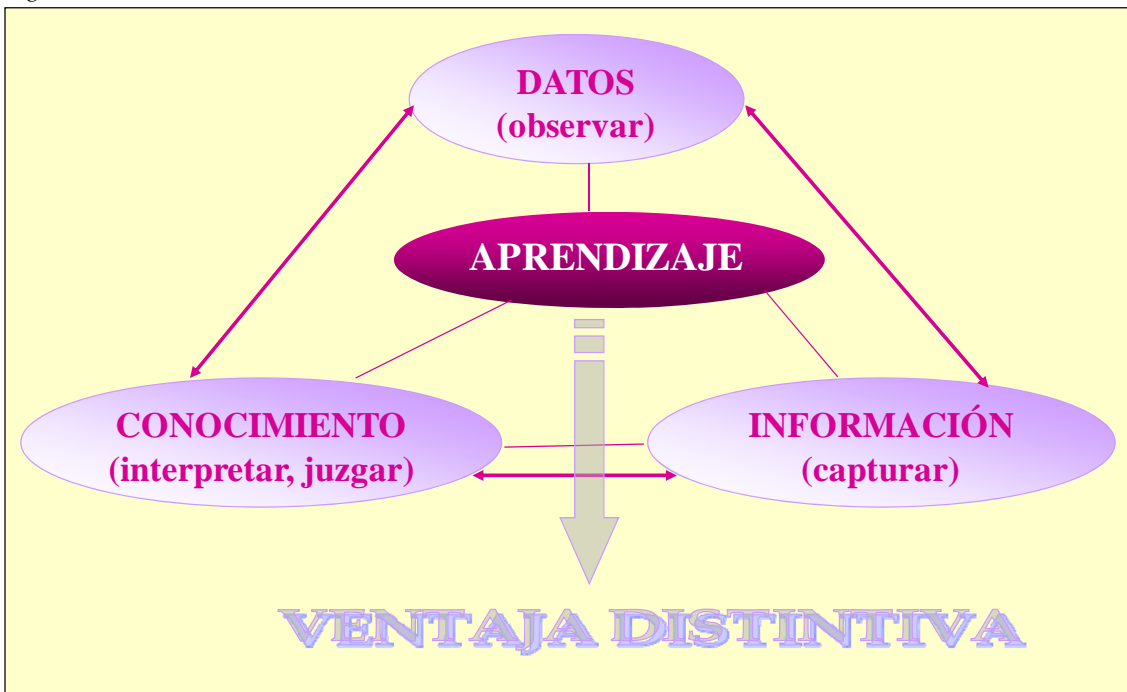 DATOS
(observar)
APRENDIZAJE
CONOCIMIENTO
(interpretar, juzgar)
INFORMACIÓN
(capturar)
VENTAJA DISTINTIVA